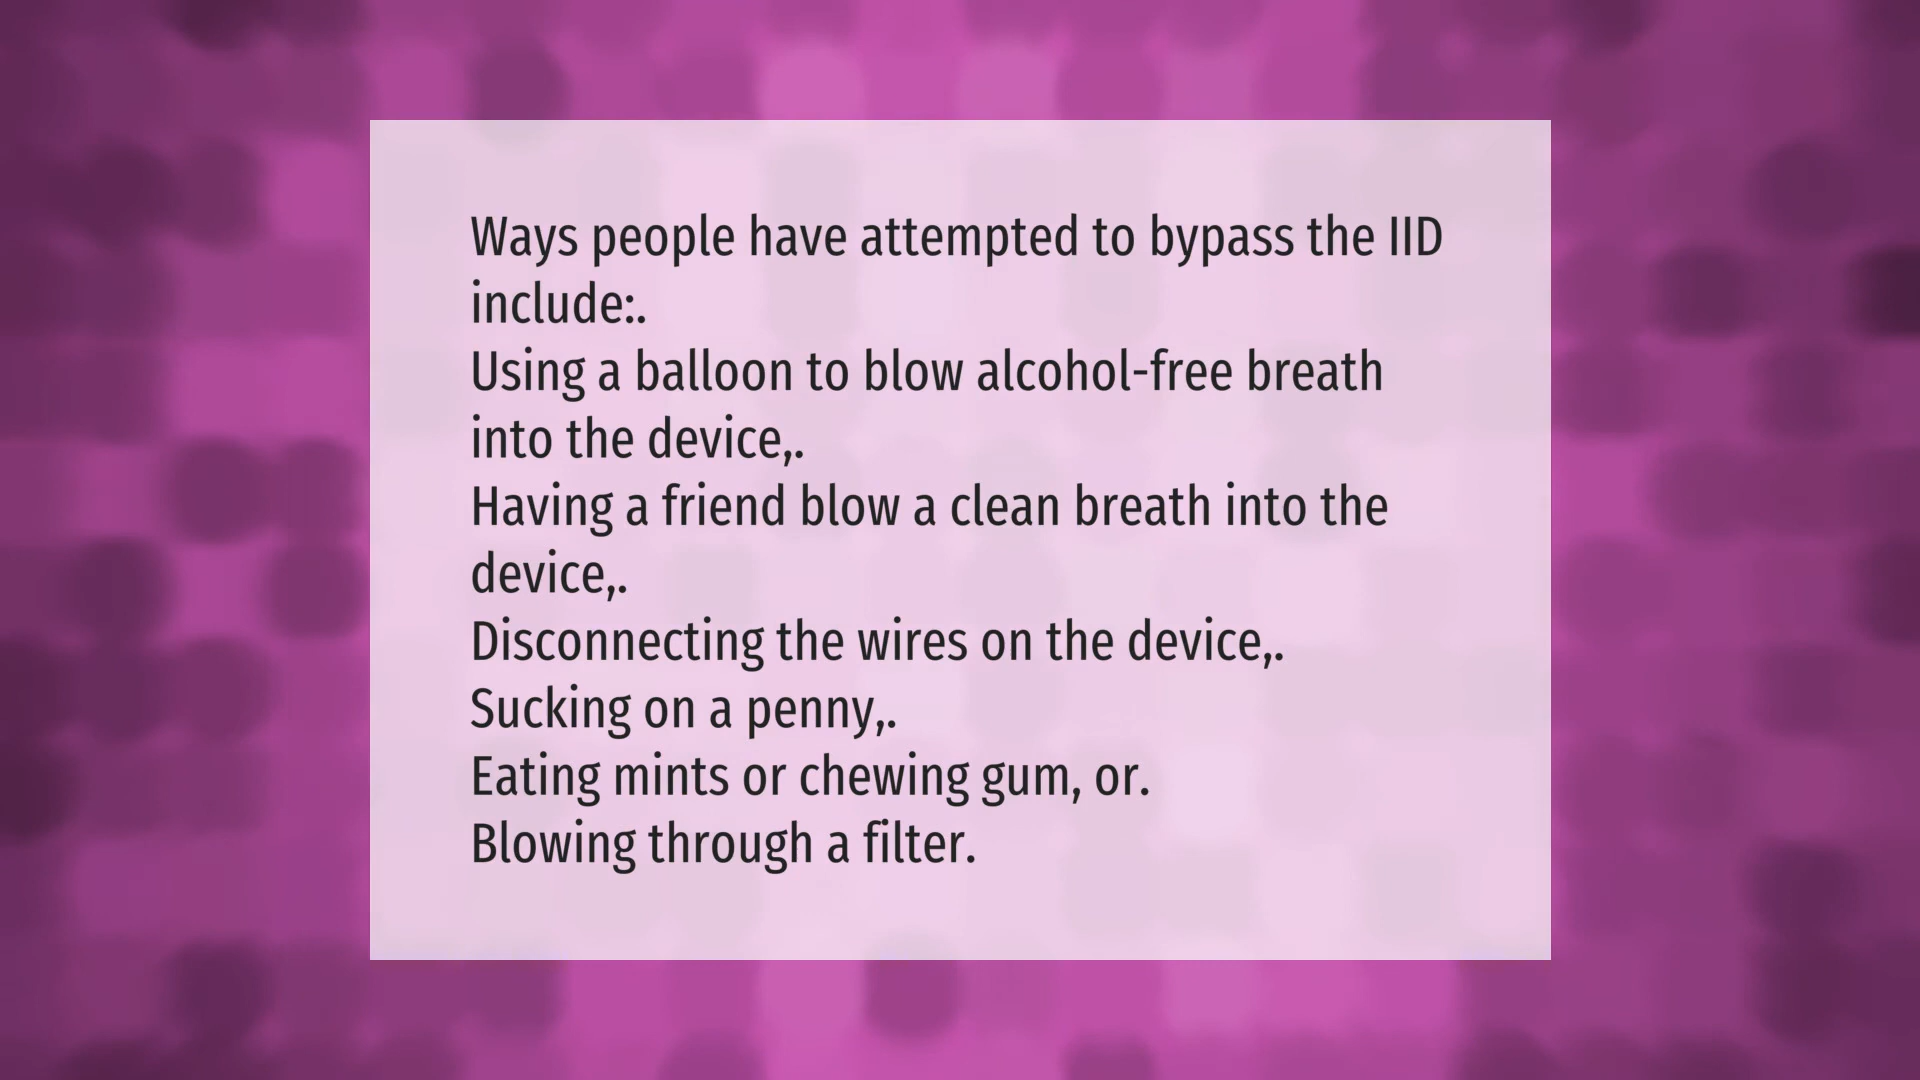 Ways people have attempted to bypass the IID
include:.
Using a balloon to blow alcohol-free breath
into the device,.
Having a friend blow a clean breath into the
device,.
Disconnecting the wires on the device,.
Sucking on a penny,.
Eating mints or chewing gum, or.
Blowing through a filter.